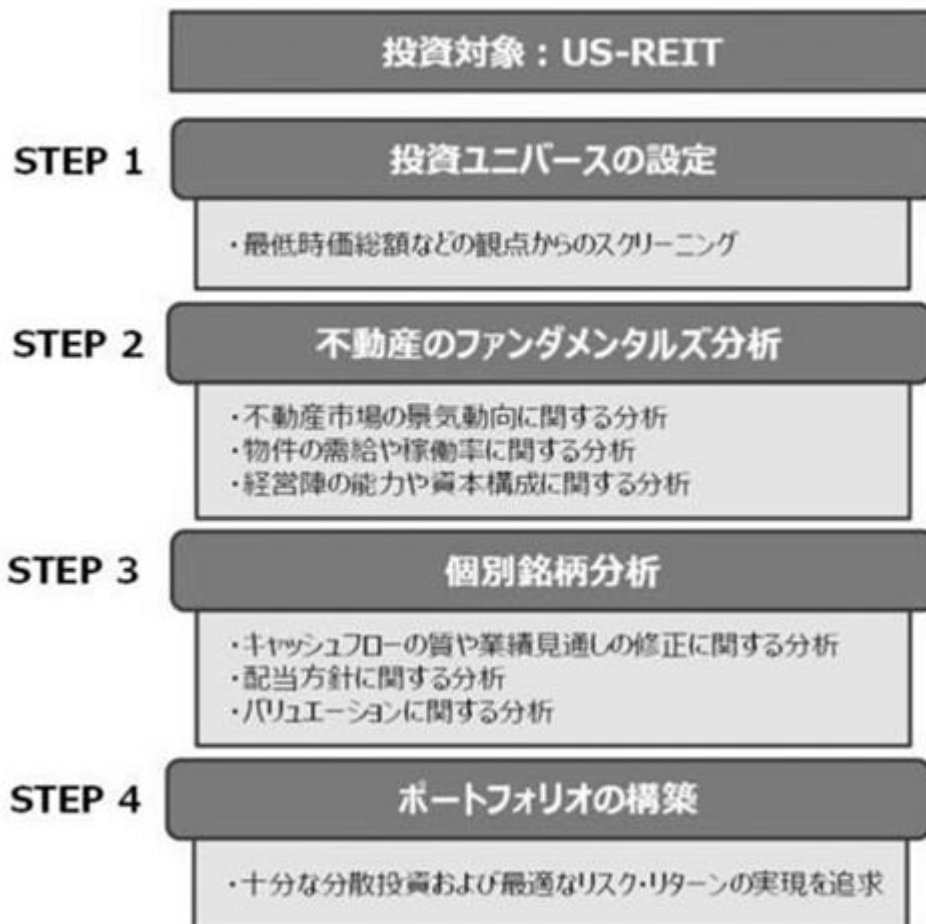 投資対象：US-REIT
STEP 1
投資ユニバースの設定
・最低時価総額などの観点からのスクリーニング
STEP 2
不動産のファンダメンタルズ分析
・不動産市場の景気動向に関する分析
・物件の需給や稼働率に関する分析
・経営陣の能力や資本構成に関する分析
STEP 3
個別銘柄分析
・キャッシュフローの質や業績見通しの修正に関する分析
・配当方針に関する分析
・バリュエーションに関する分析
STEP 4
ポートフォリオの構築
・十分な分散投資および最適なリスク・リターンの実現を追求